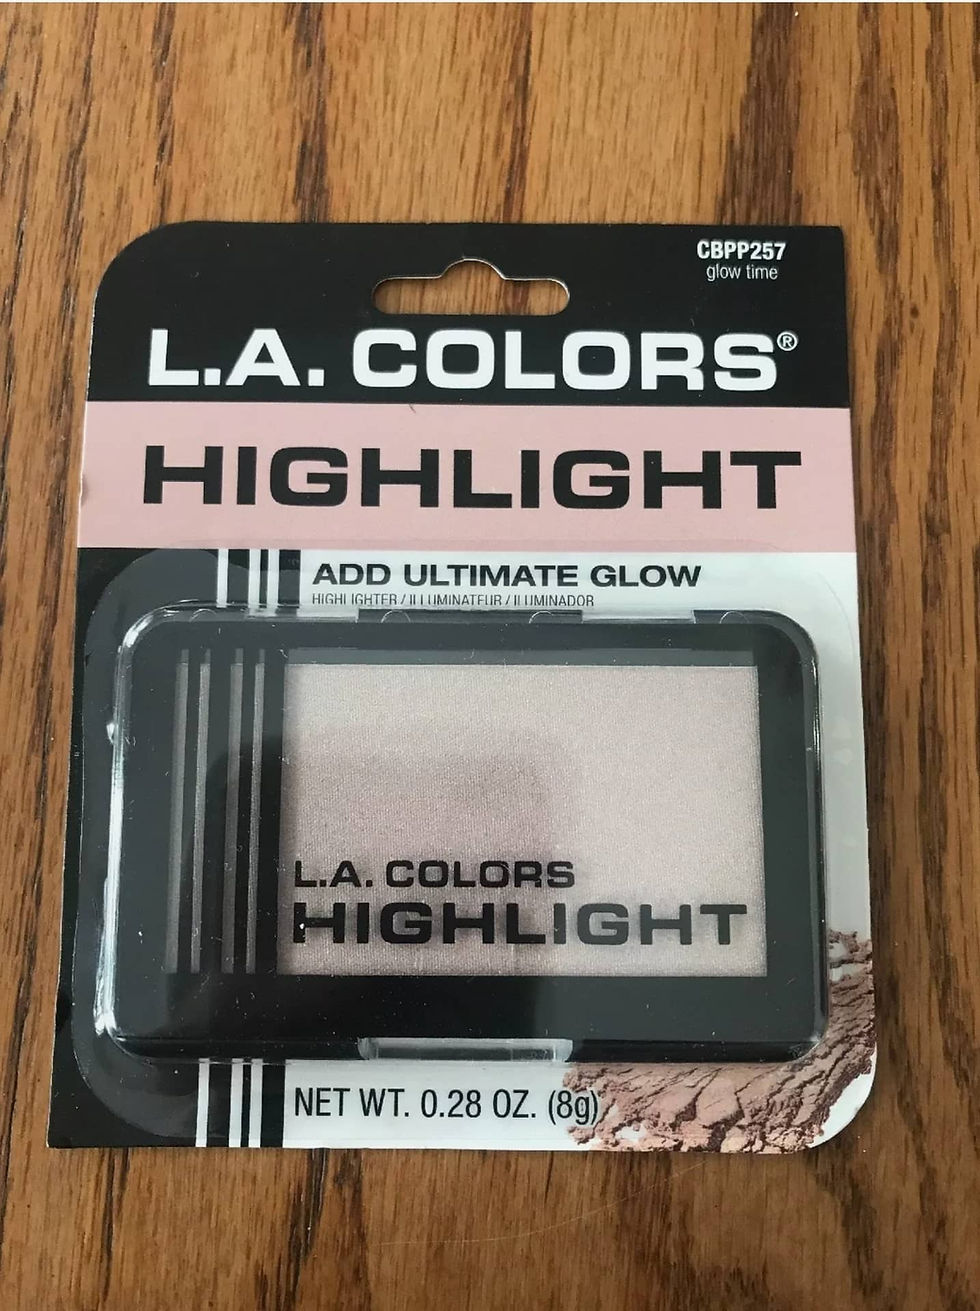 CBPP257
glow time
L.A. COLORS®
HIGHLIGHT
ADD ULTIMATE GLOW
HIGHLIGHTER / ILLUMINATEUR / ILUMINADOR
L.A. COLORS
HIGHLIGHT
NET WT. 0.28 OZ. (8g)